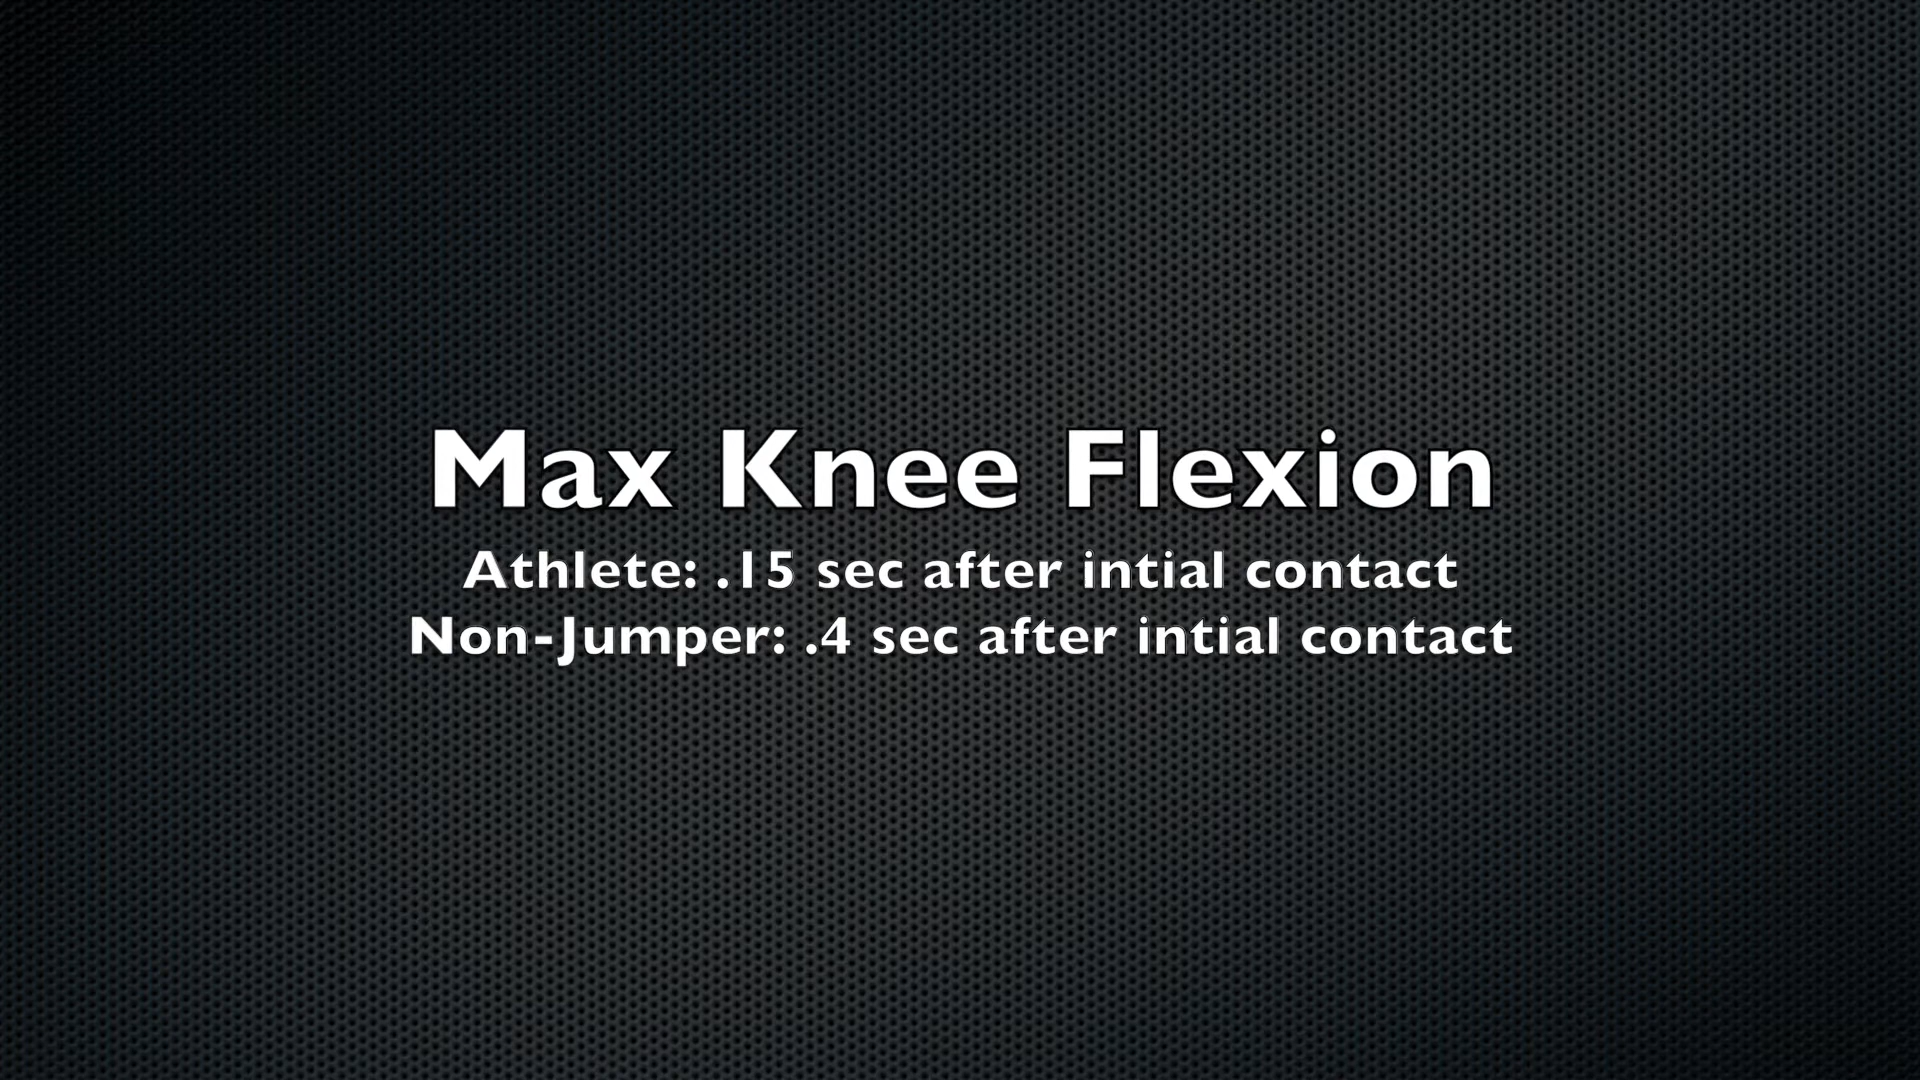 Max Knee Flexion
Athlete: .15 sec after intial contact
Non-Jumper: .4 sec after intial contact